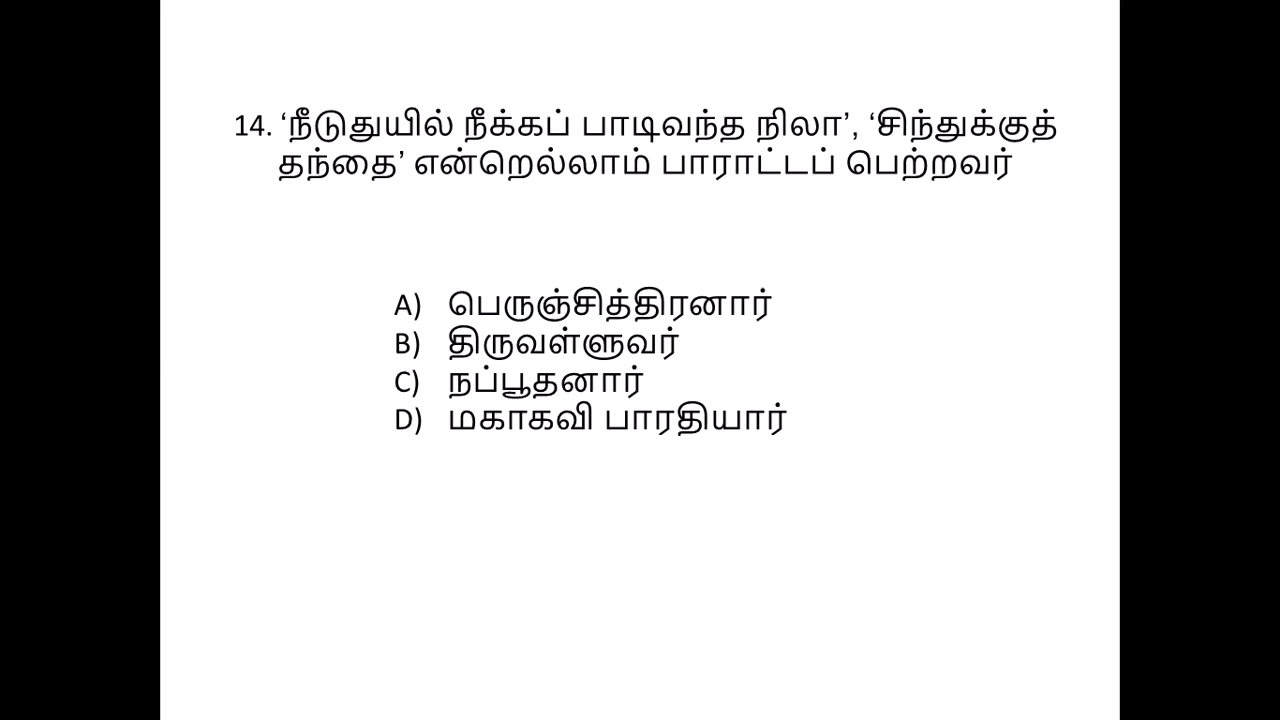 14. ‘நீடுதுயில் நீக்கப் பாடிவந்த நிலா’, ‘சிந்துக்குத்
தந்தை’ என்றெல்லாம் பாராட்டப் பெற்றவர்
A) பெருஞ்சித்திரனார்
B) திருவள்ளுவர்
C) நப்பூதனார்
D) மகாகவி பாரதியார்